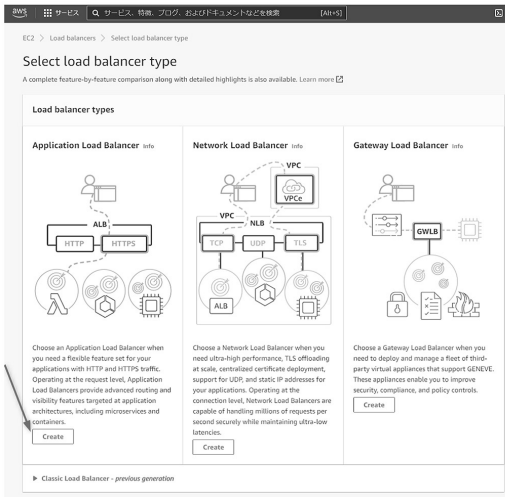 aws
サービス
サービス、特徴、ブログ、およびドキュメントなどを検索
[Alt+S]
EC2 > Load balancers > Select load balancer type
Select load balancer type
A complete feature-by-feature comparison along with detailed highlights is also available. Learn more
Load balancer types
Application Load Balancer Info
ALB
HTTP
HTTPS
Choose an Application Load Balancer when
you need a flexible feature set for your
applications with HTTP and HTTPS traffic.
Operating at the request level, Application
Load Balancers provide advanced routing and
visibility features targeted at application
architectures, including microservices and
containers.
Create
Network Load Balancer Info
VPC
VPCe
VPC
NLB
TCP
UDP
TLS
ALB
Choose a Network Load Balancer when you
need ultra-high performance, TLS offloading
at scale, centralized certificate deployment,
support for UDP, and static IP addresses for
your applications. Operating at the
connection level, Network Load Balancers are
capable of handling millions of requests per
second securely while maintaining ultra-low
latencies.
Create
Gateway Load Balancer Info
GWLB
Choose a Gateway Load Balancer when you
need to deploy and manage a fleet of third-
party virtual appliances that support GENEVE.
These appliances enable you to improve
security, compliance, and policy controls.
Create
Classic Load Balancer - previous generation